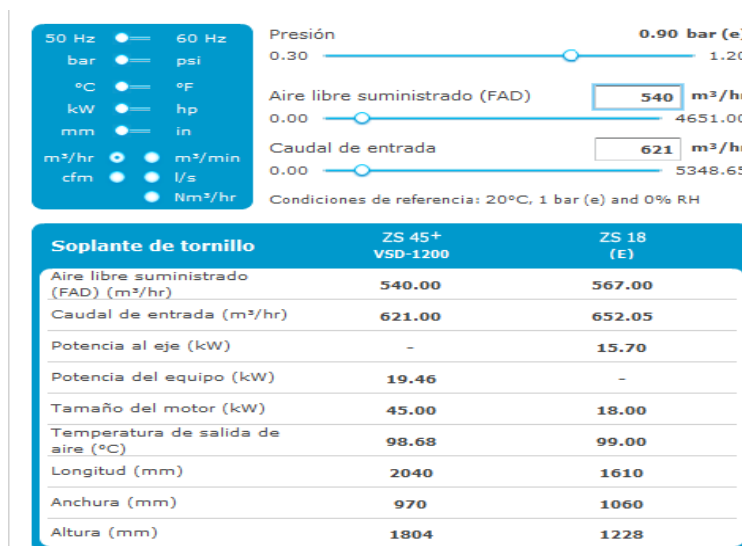 50 Hz 60 Hz
bar psi
°C °F
kW hp
mm in
m³/hr m³/min
cfm l/s
Nm³/hr
Presión 0.90 bar (e)
0.30 1.20
Aire libre suministrado (FAD) 540 m³/hr
0.00 4651.00
Caudal de entrada 621 m³/hr
0.00 5348.65
Condiciones de referencia: 20°C, 1 bar (e) and 0% RH
Soplante de tornillo ZS 45+ VSD-1200 ZS 18 (E)
Aire libre suministrado
(FAD) (m³/hr) 540.00 567.00
Caudal de entrada (m³/hr) 621.00 652.05
Potencia al eje (kW) - 15.70
Potencia del equipo (kW) 19.46 -
Tamaño del motor (kW) 45.00 18.00
Temperatura de salida de
aire (°C) 98.68 99.00
Longitud (mm) 2040 1610
Anchura (mm) 970 1060
Altura (mm) 1804 1228